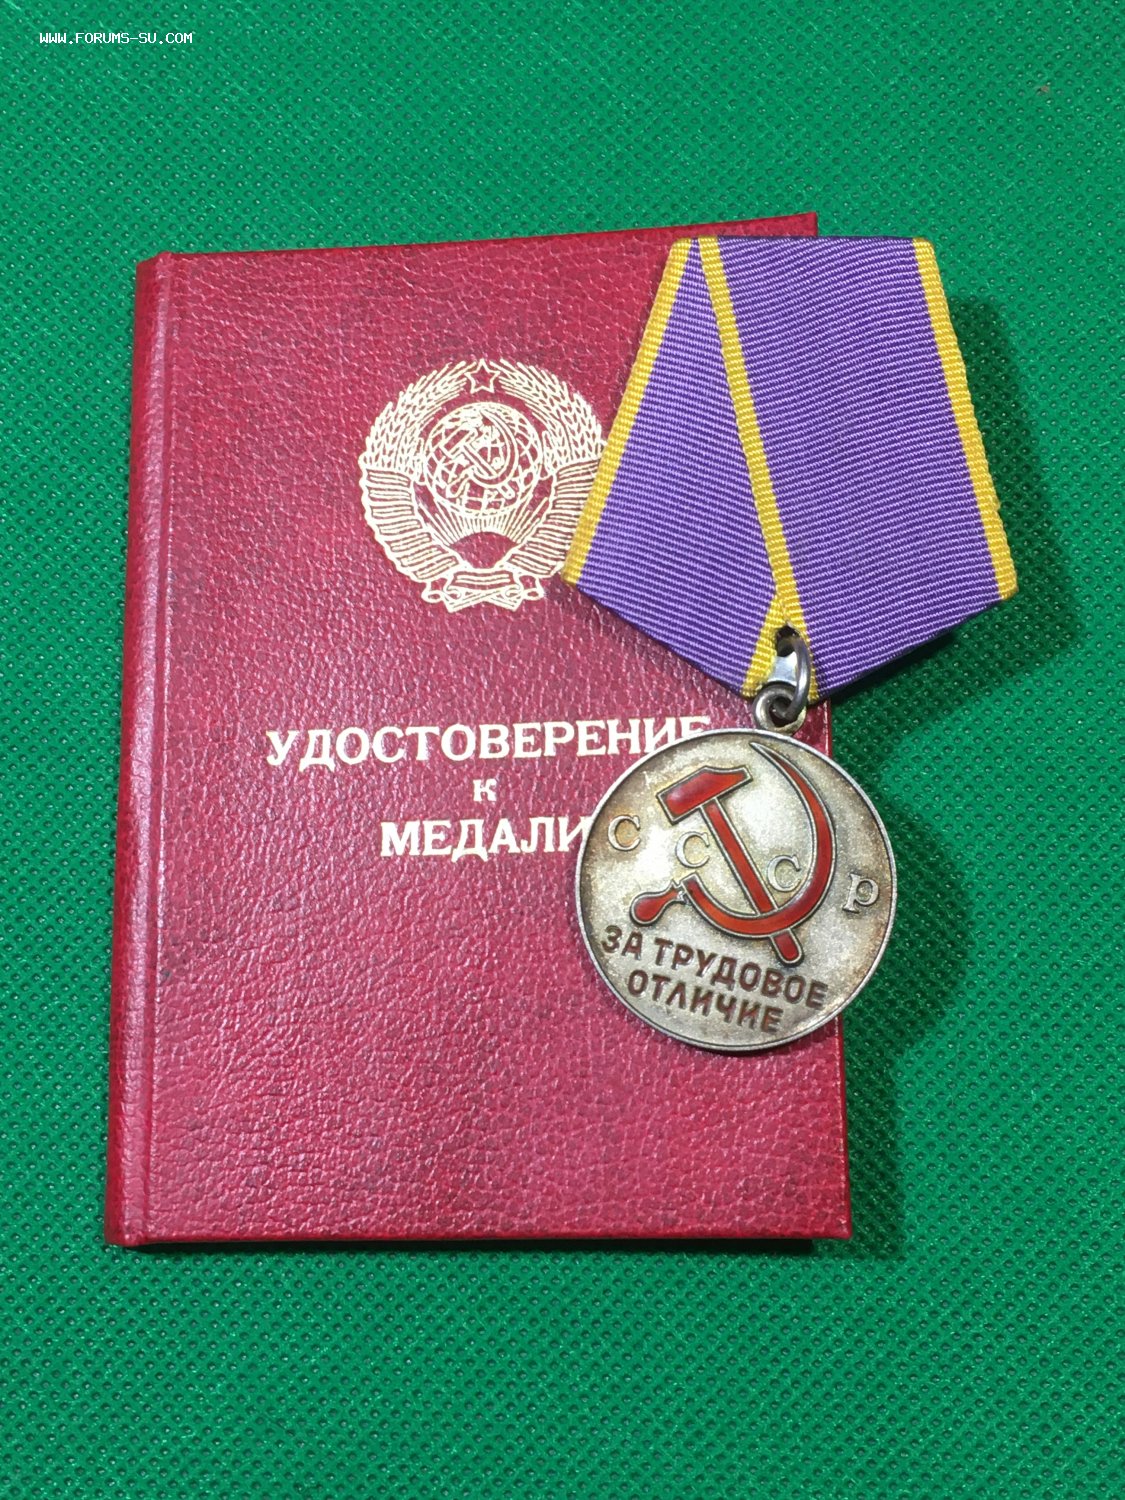 WWW.FORUMS-SU.COM
УДОСТОВЕРЕНИЕ
К
МЕДАЛИ
С С С Р
ЗА ТРУДОВОЕ
ОТЛИЧИЕ